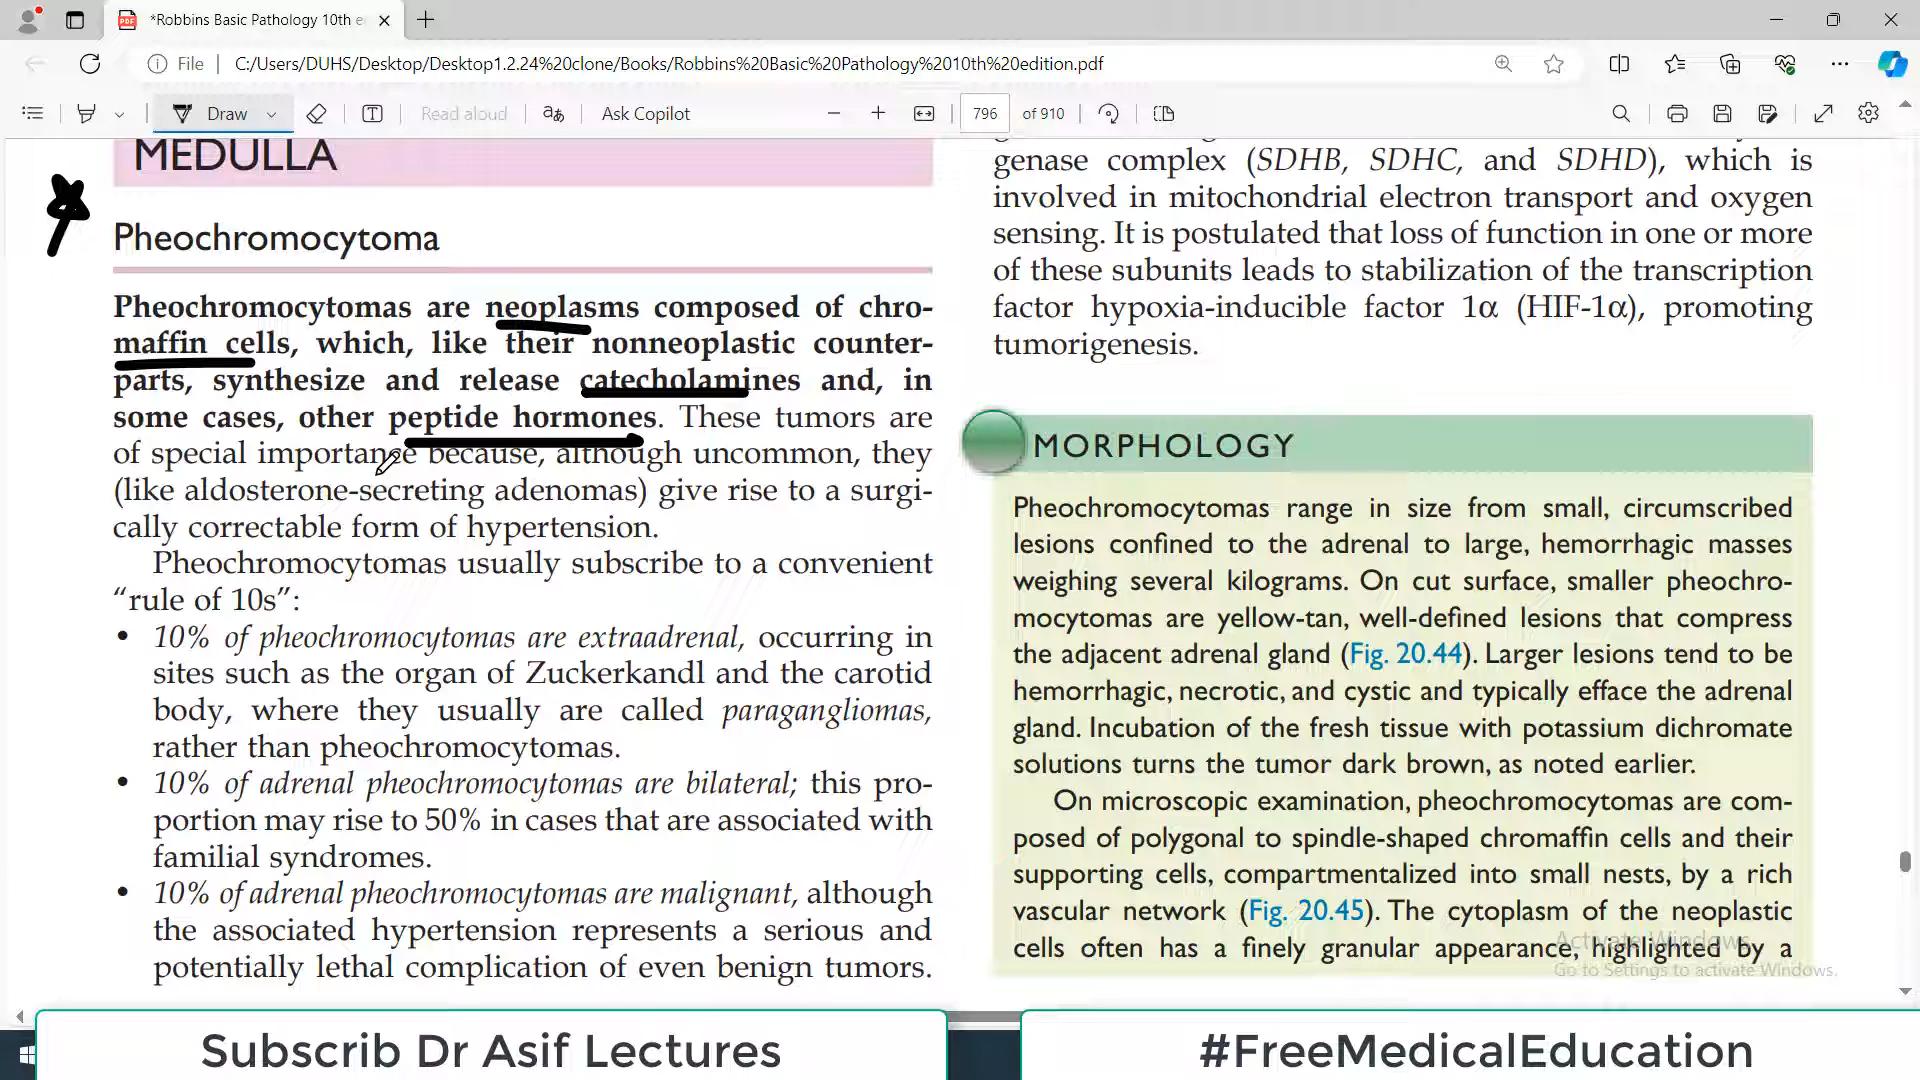 *Robbins Basic Pathology 10th e
File
C:/Users/DUHS/Desktop/Desktop1.2.24%20clone/Books/Robbins%20Basic%20Pathology%2010th%20edition.pdf
Draw
Read aloud
aあ
Ask Copilot
796 of 910
MEDULLA
Pheochromocytoma
Pheochromocytomas are neoplasms composed of chro-
maffin cells, which, like their nonneoplastic counter-
parts, synthesize and release catecholamines and, in
some cases, other peptide hormones. These tumors are
of special importance because, although uncommon, they
(like aldosterone-secreting adenomas) give rise to a surgi-
cally correctable form of hypertension.
Pheochromocytomas usually subscribe to a convenient
“rule of 10s”:
• 10% of pheochromocytomas are extraadrenal, occurring in
sites such as the organ of Zuckerkandl and the carotid
body, where they usually are called paragangliomas,
rather than pheochromocytomas.
• 10% of adrenal pheochromocytomas are bilateral; this pro-
portion may rise to 50% in cases that are associated with
familial syndromes.
• 10% of adrenal pheochromocytomas are malignant, although
the associated hypertension represents a serious and
potentially lethal complication of even benign tumors.
genase complex (SDHB, SDHC, and SDHD), which is
involved in mitochondrial electron transport and oxygen
sensing. It is postulated that loss of function in one or more
of these subunits leads to stabilization of the transcription
factor hypoxia-inducible factor 1α (HIF-1α), promoting
tumorigenesis.
MORPHOLOGY
Pheochromocytomas range in size from small, circumscribed
lesions confined to the adrenal to large, hemorrhagic masses
weighing several kilograms. On cut surface, smaller pheochro-
mocytomas are yellow-tan, well-defined lesions that compress
the adjacent adrenal gland (Fig. 20.44). Larger lesions tend to be
hemorrhagic, necrotic, and cystic and typically efface the adrenal
gland. Incubation of the fresh tissue with potassium dichromate
solutions turns the tumor dark brown, as noted earlier.
On microscopic examination, pheochromocytomas are com-
posed of polygonal to spindle-shaped chromaffin cells and their
supporting cells, compartmentalized into small nests, by a rich
vascular network (Fig. 20.45). The cytoplasm of the neoplastic
cells often has a finely granular appearance, highlighted by a
Activate Windows
Go to Settings to activate Windows.
Subscrib Dr Asif Lectures
#FreeMedicalEducation